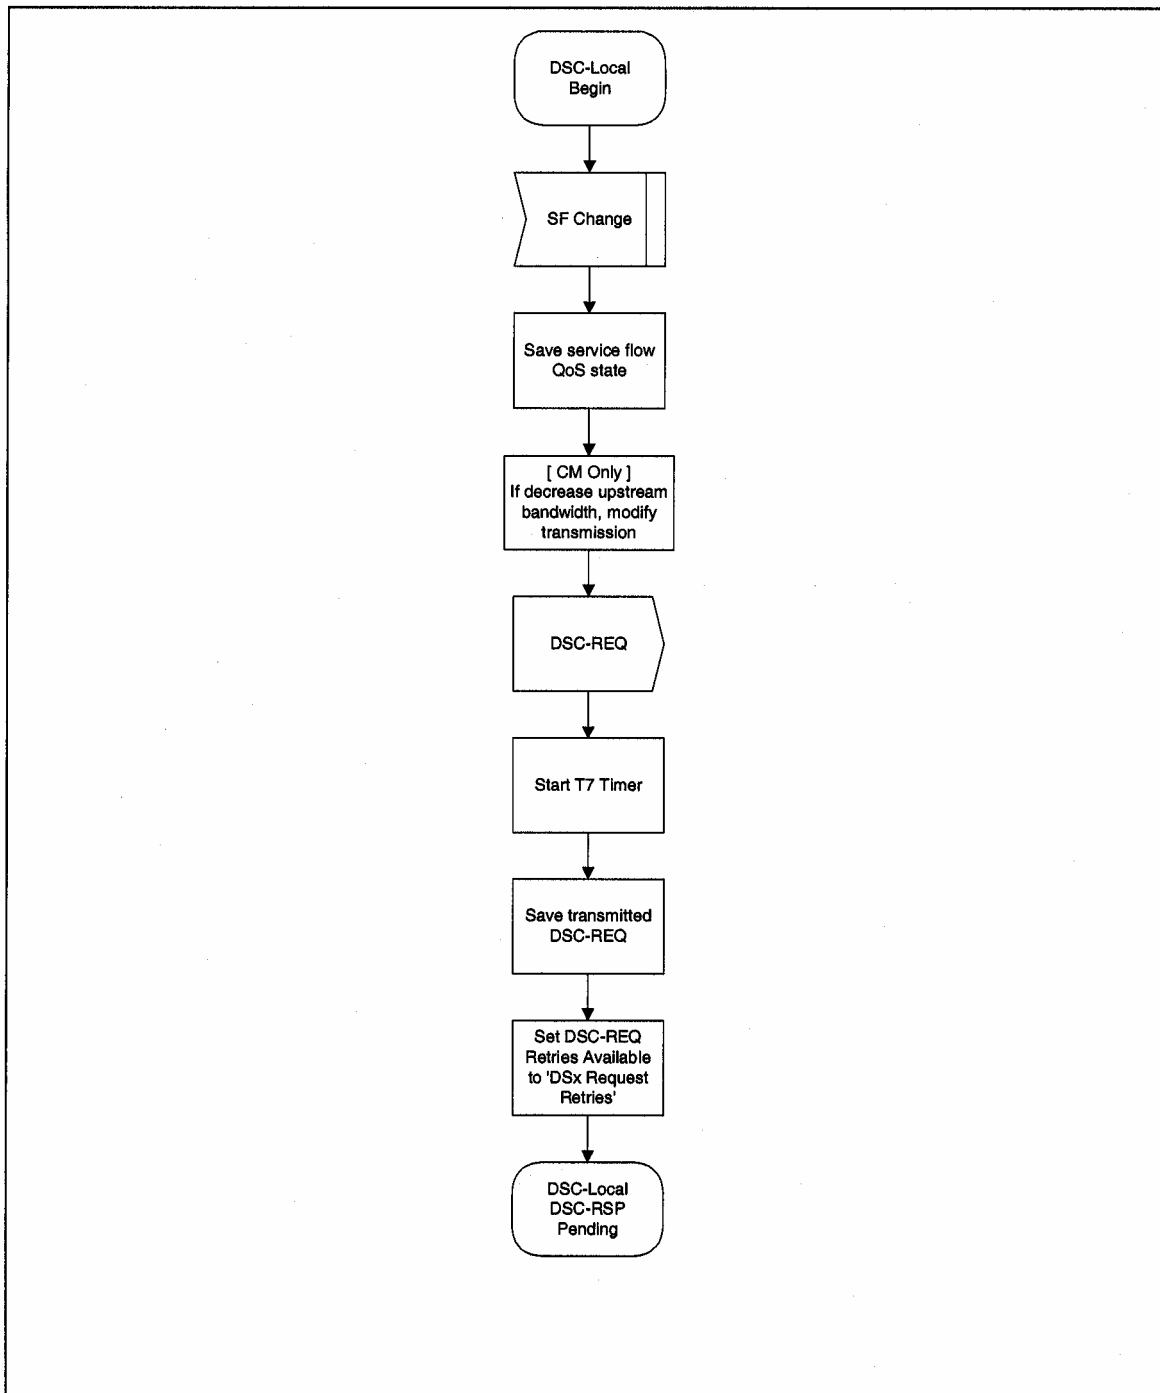 DSC-Local
Begin
SF Change
Save service flow
QoS state
[ CM Only ]
If decrease upstream
bandwidth, modify
transmission
DSC-REQ
Start T7 Timer
Save transmitted
DSC-REQ
Set DSC-REQ
Retries Available
to 'DSx Request
Retries'
DSC-Local
DSC-RSP
Pending